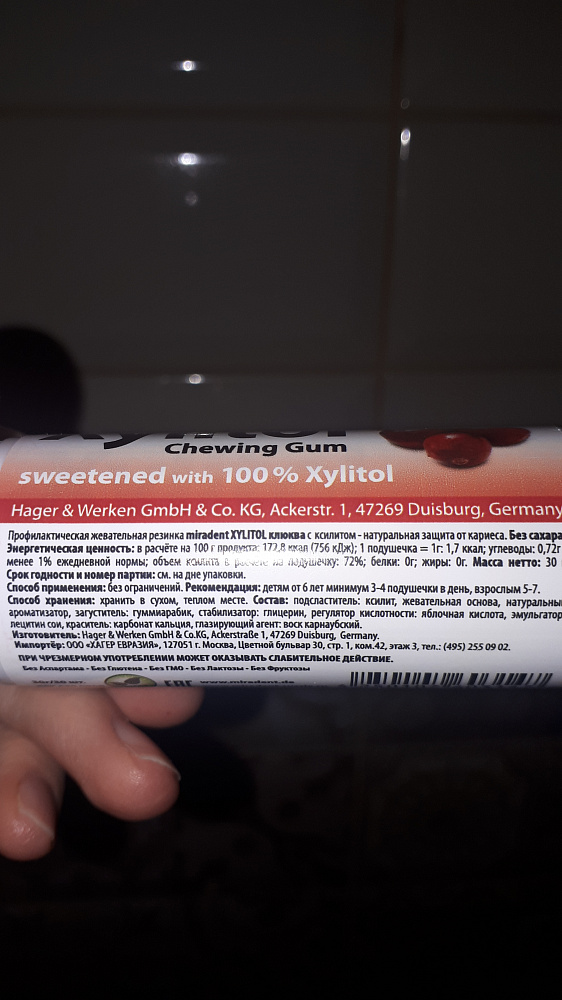 Xylitol
Chewing Gum
sweetened with 100% Xylitol
Hager & Werken GmbH & Co. KG, Ackerstr. 1, 47269 Duisburg, Germany
Профилактическая жевательная резинка miradent XYLITOL клюква с ксилитом - натуральная защита от кариеса. Без сахара
Энергетическая ценность: в расчёте на 100 г продукта: 172,8 ккал (756 кДж); 1 подушечка = 1г: 1,7 ккал; углеводы: 0,72г
менее 1% ежедневной нормы; объем ксилита в расчете на подушечку: 72%; белки: 0г; жиры: 0г. Масса нетто: 30
Срок годности и номер партии: см. на дне упаковки.
Способ применения: без ограничений. Рекомендация: детям от 6 лет минимум 3-4 подушечки в день, взрослым 5-7.
Способ хранения: хранить в сухом, теплом месте. Состав: подсластитель: ксилит, жевательная основа, натуральны
ароматизатор, загуститель: гуммиарабик, стабилизатор: глицерин, регулятор кислотности: яблочная кислота, эмульгатор
лецитин сои, краситель: карбонат кальция, глазирующий агент: воск карнаубский.
Изготовитель: Hager & Werken GmbH & Co.KG, Ackerstraße 1, 47269 Duisburg, Germany.
Импортёр: ООО «ХАГЕР ЕВРАЗИЯ», 127051 г. Москва, Цветной бульвар 30, стр. 1, ком.42, этаж 3, тел.: (495) 255 09 02.
ПРИ ЧРЕЗМЕРНОМ УПОТРЕБЛЕНИИ МОЖЕТ ОКАЗЫВАТЬ СЛАБИТЕЛЬНОЕ ДЕЙСТВИЕ.
Без Аспартама - Без Глютена - Без ГМО - Без Лактозы - Без Фруктозы
EAC www.miradent.de